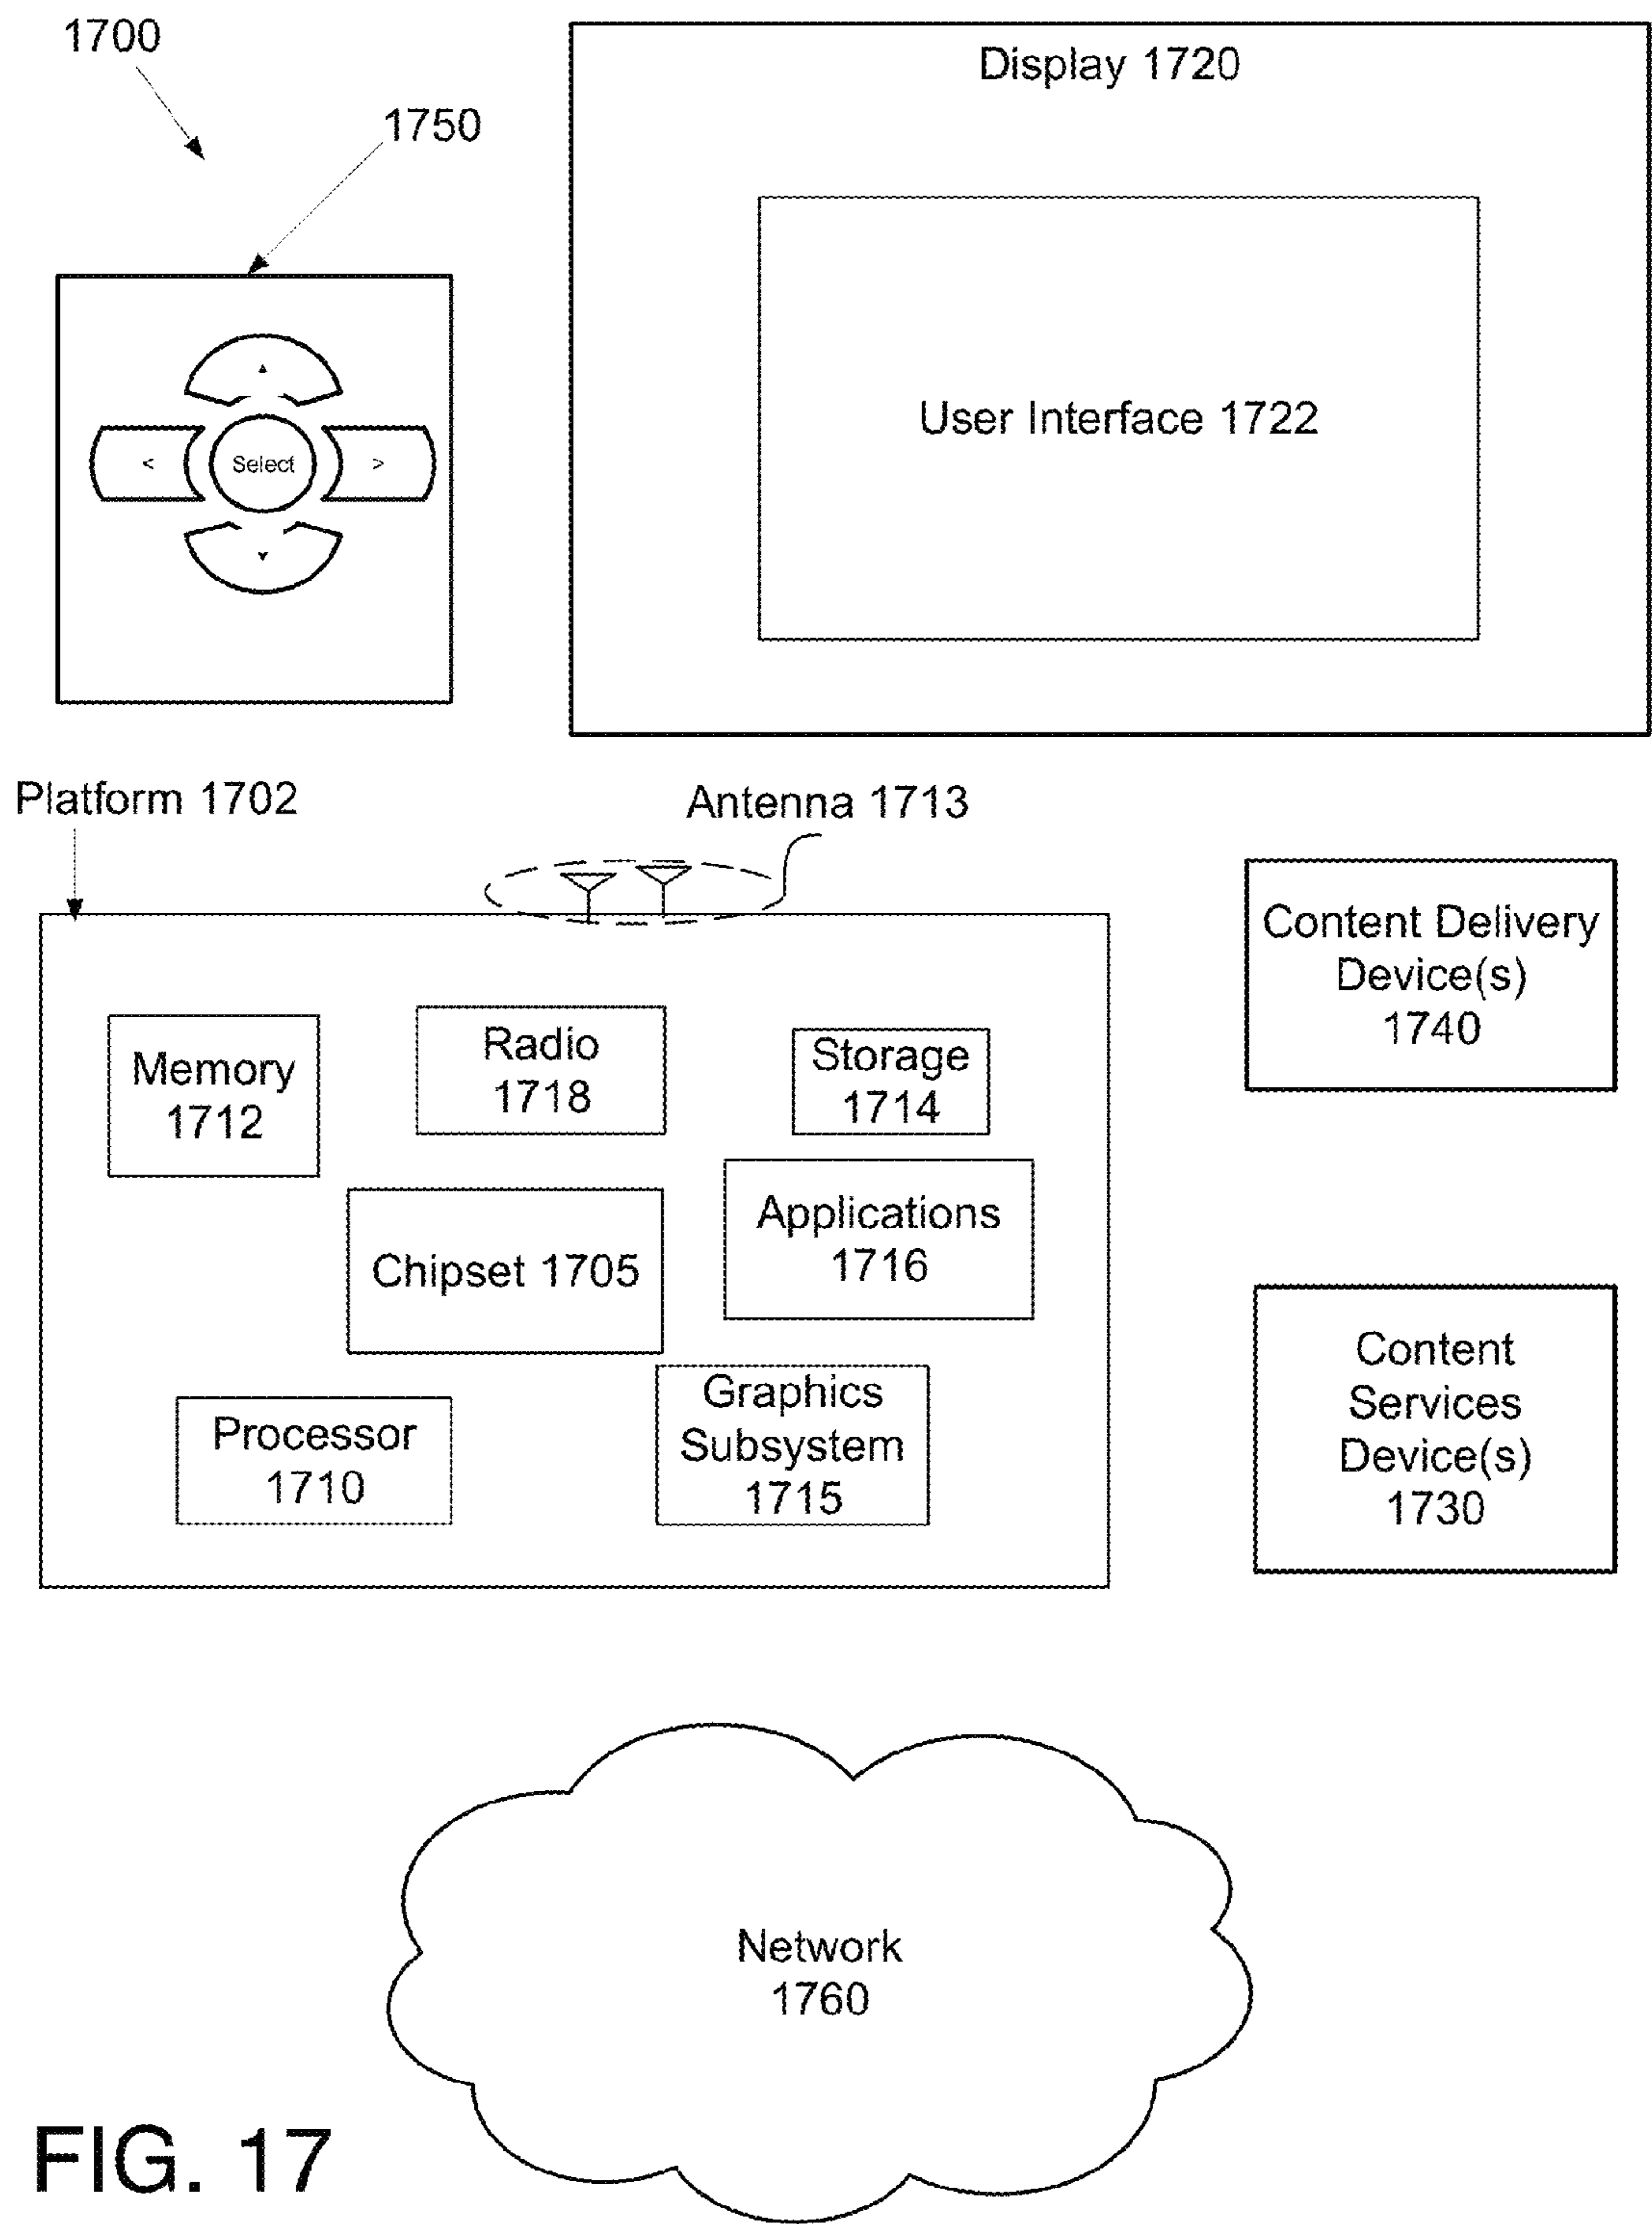 1700
1750
Display 1720
User Interface 1722
<
Select
>
Platform 1702
Antenna 1713
Memory
1712
Radio
1718
Storage
1714
Chipset 1705
Applications
1716
Processor
1710
Graphics
Subsystem
1715
Content Delivery
Device(s)
1740
Content
Services
Device(s)
1730
Network
1760
FIG. 17